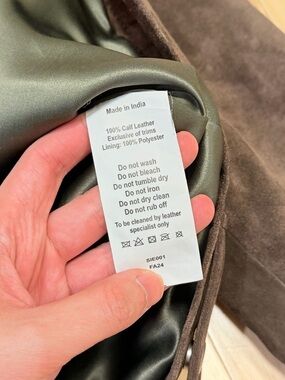 Made in India
100% Calf Leather
Exclusive of trims
Lining: 100% Polyester
Do not wash
Do not bleach
Do not tumble dry
Do not iron
Do not dry clean
Do not rub off
To be cleaned by leather
specialist only
SIE001
FA24